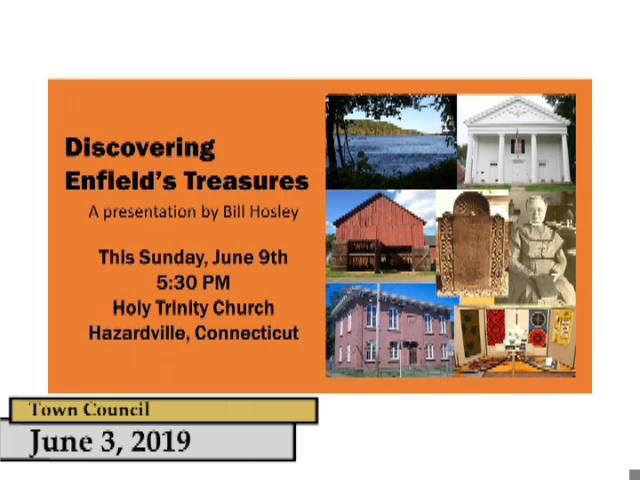 Discovering
Enfield's Treasures
A presentation by Bill Hosley
This Sunday, June 9th
5:30 PM
Holy Trinity Church
Hazardville, Connecticut
Town Council
June 3, 2019